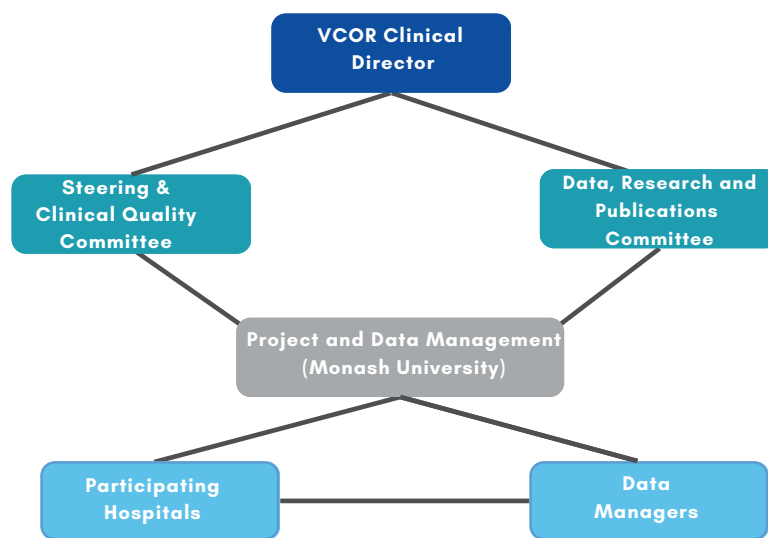 VCOR Clinical
Director
Steering &
Clinical Quality
Committee
Data, Research and
Publications
Committee
Project and Data Management
(Monash University)
Participating
Hospitals
Data
Managers